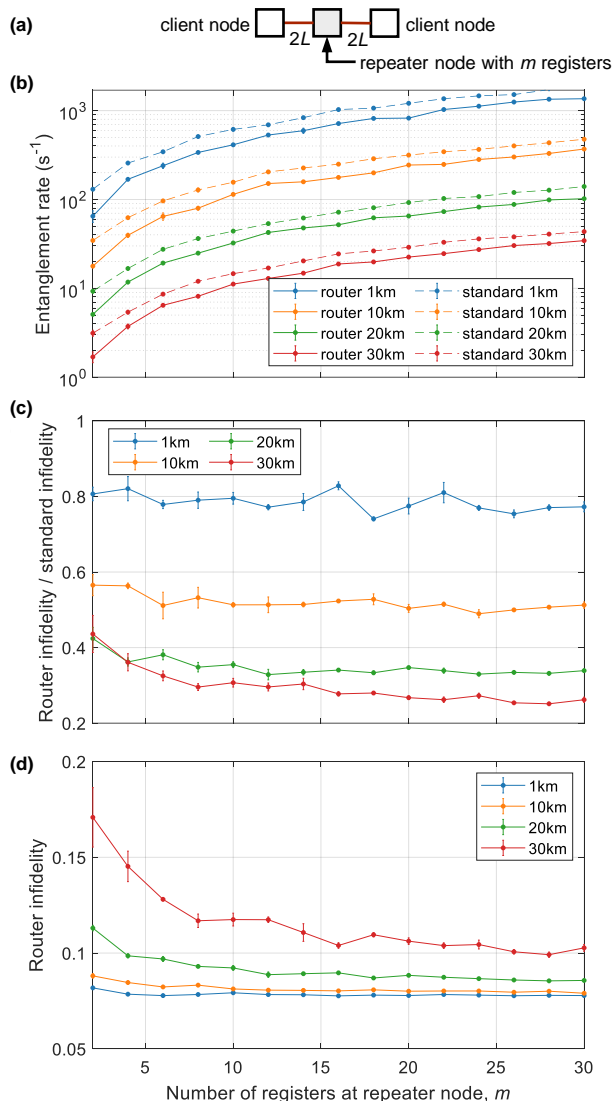 (a)
client node
client node
2L
2L
repeater node with m registers
(b)
Entanglement rate (s⁻¹)
10³
10²
10¹
10⁰
router 1km
standard 1km
router 10km
standard 10km
router 20km
standard 20km
router 30km
standard 30km
(c)
Router infidelity / standard infidelity
1
0.8
0.6
0.4
0.2
1km
20km
10km
30km
(d)
Router infidelity
0.2
0.15
0.1
0.05
1km
10km
20km
30km
5
10
15
20
25
30
Number of registers at repeater node, m